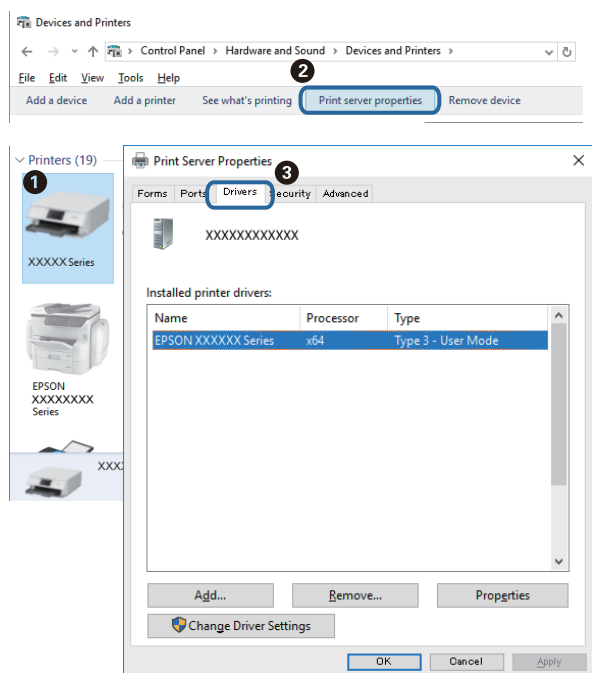 Devices and Printers
Control Panel > Hardware and Sound > Devices and Printers >
2
File Edit View Tools Help
Add a device Add a printer See what's printing Print server properties Remove device
Printers (19)
1
XXXXX Series
EPSON
XXXXXXXX
Series
XXX
Print Server Properties
3
Forms Ports Drivers Security Advanced
XXXXXXXXXXXX
Installed printer drivers:
Name Processor Type
EPSON XXXXXX Series x64 Type 3 - User Mode
Add... Remove... Properties
Change Driver Settings
OK Cancel Apply